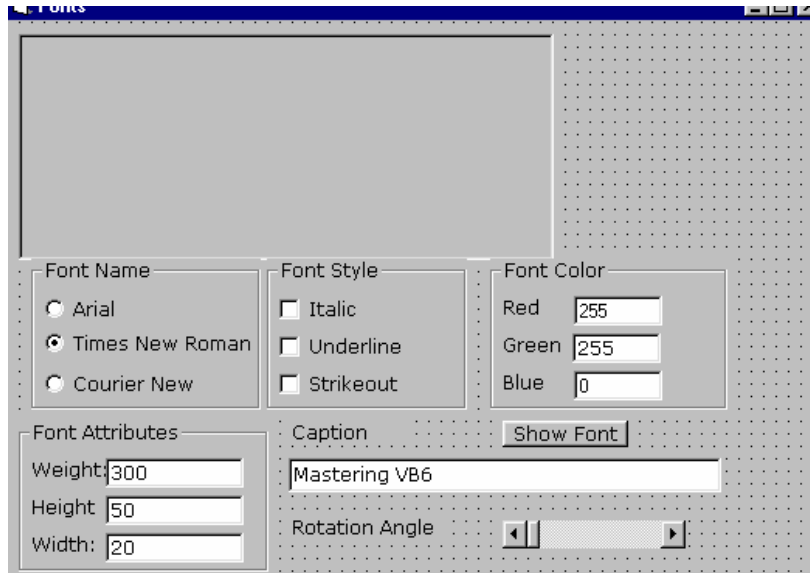 Fonts
Font Name
Arial
Times New Roman
Courier New
Font Style
Italic
Underline
Strikeout
Font Color
Red 255
Green 255
Blue 0
Font Attributes
Weight: 300
Height 50
Width: 20
Caption
Show Font
Mastering VB6
Rotation Angle